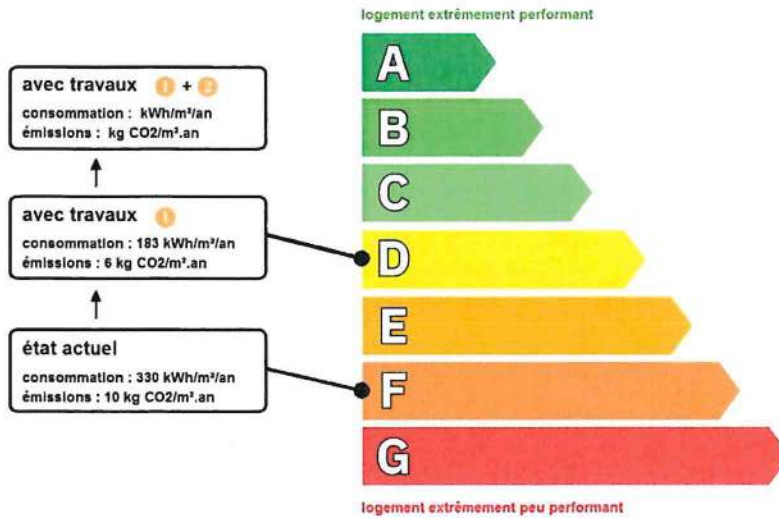 logement extrêmement performant
avec travaux 1 + 2
consommation : kWh/m²/an
émissions : kg CO2/m².an
avec travaux 1
consommation : 183 kWh/m²/an
émissions : 6 kg CO2/m².an
état actuel
consommation : 330 kWh/m²/an
émissions : 10 kg CO2/m².an
A
B
C
D
E
F
G
logement extrêmement peu performant